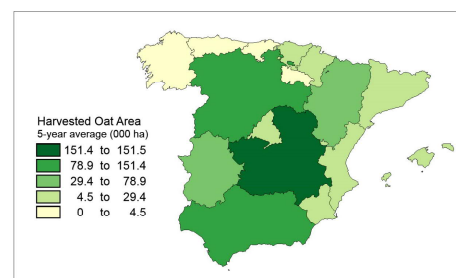 Harvested Oat Area
5-year average (000 ha)
151.4 to 151.5
78.9 to 151.4
29.4 to 78.9
4.5 to 29.4
0 to 4.5